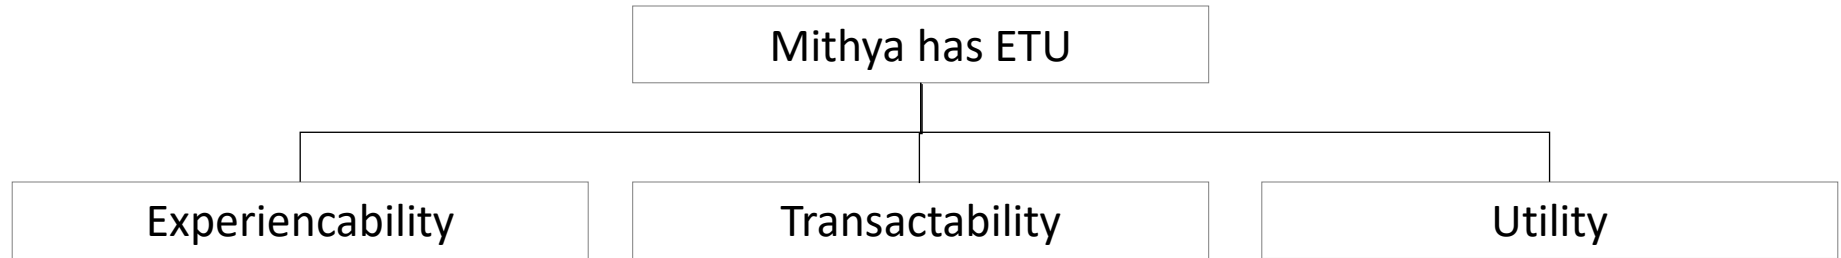 Mithya has ETU
Experiencability
Transactability
Utility